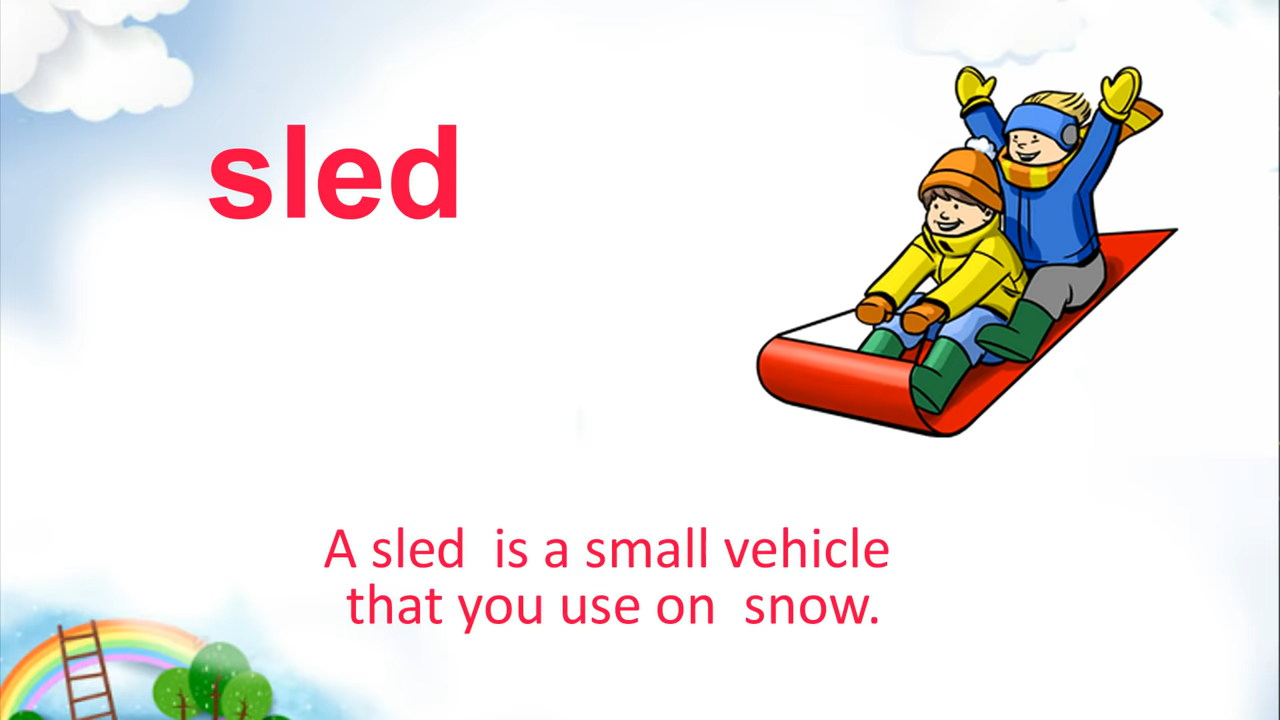 sled
A sled  is a small vehicle
that you use on  snow.